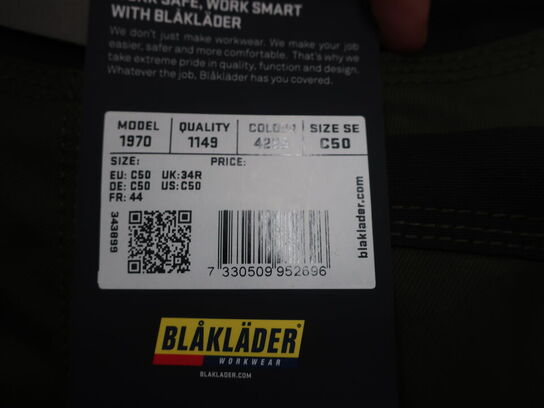 WORK SMART
WITH BLÅKLÄDER
We don't just make workwear. We make your job
easier, safer and more comfortable. That's why we
take extreme pride in quality, function and design.
Whatever the job, Blåkläder has you covered.
MODEL QUALITY SIZE SE
1970 1149 C50
SIZE: PRICE:
EU: C50 UK:34R
DE: C50 US:C50
FR: 44
343899
7 330509 952696
blaklader.com
BLÅKLÄDER
WORKWEAR
BLAKLADER.COM